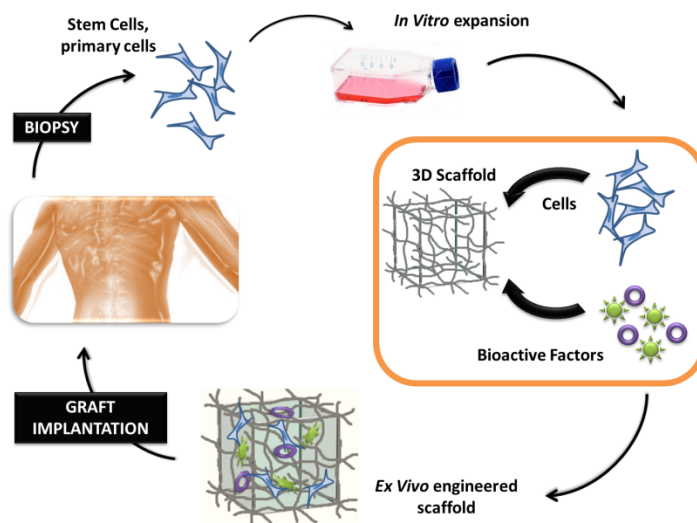 Stem Cells,
primary cells
In Vitro expansion
BIOPSY
3D Scaffold
Cells
Bioactive Factors
GRAFT
IMPLANTATION
Ex Vivo engineered
scaffold